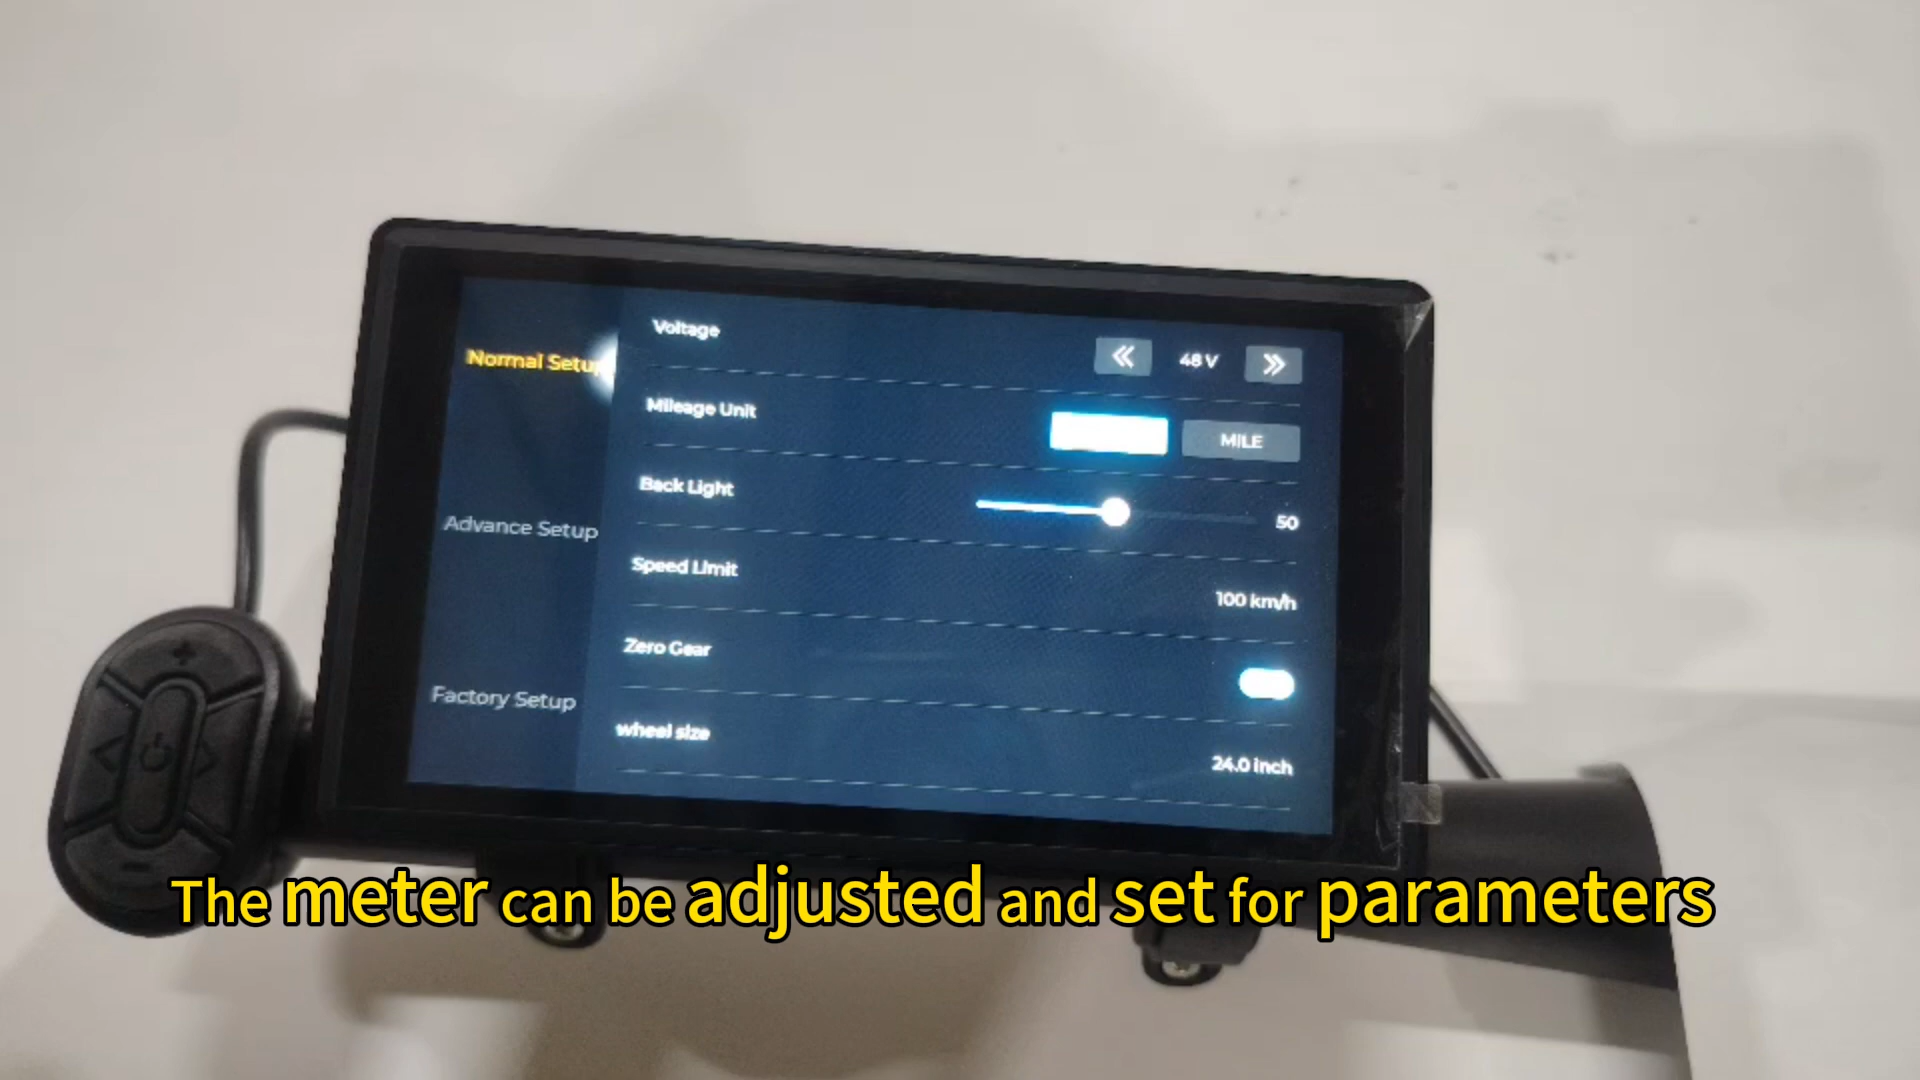 Normal Setup
Advance Setup
Factory Setup
Voltage
48 V
Mileage Unit
MILE
Back Light
50
Speed Limit
100 km/h
Zero Gear
wheel size
24.0 inch
The meter can be adjusted and set for parameters